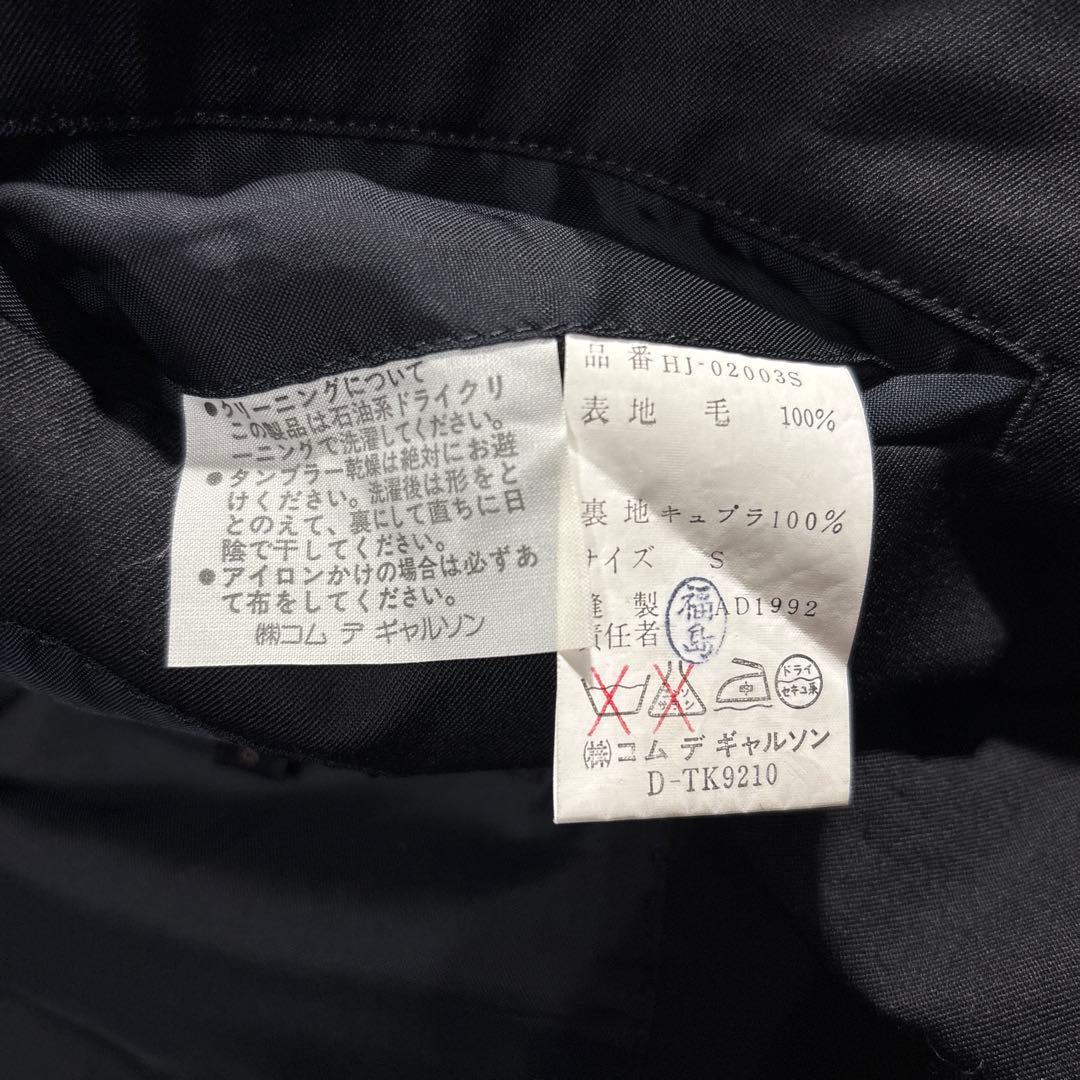 ●クリーニングについて
この製品は石油系ドライクリ
ーニングで洗濯してください。
●タンブラー乾燥は絶対にお避
けください。洗濯後は形をと
とのえて、裏にして直ちに日
陰で干してください。
●アイロンかけの場合は必ずあ
て布をしてください。
㈱コム デ ギャルソン
品番 HJ-02003S
表地 毛 100%
裏地 キュプラ100%
サイズ S
縫製 AD1992
責任者
福島
中
ドライ
セキユ系
㈱コム デ ギャルソン
D-TK9210